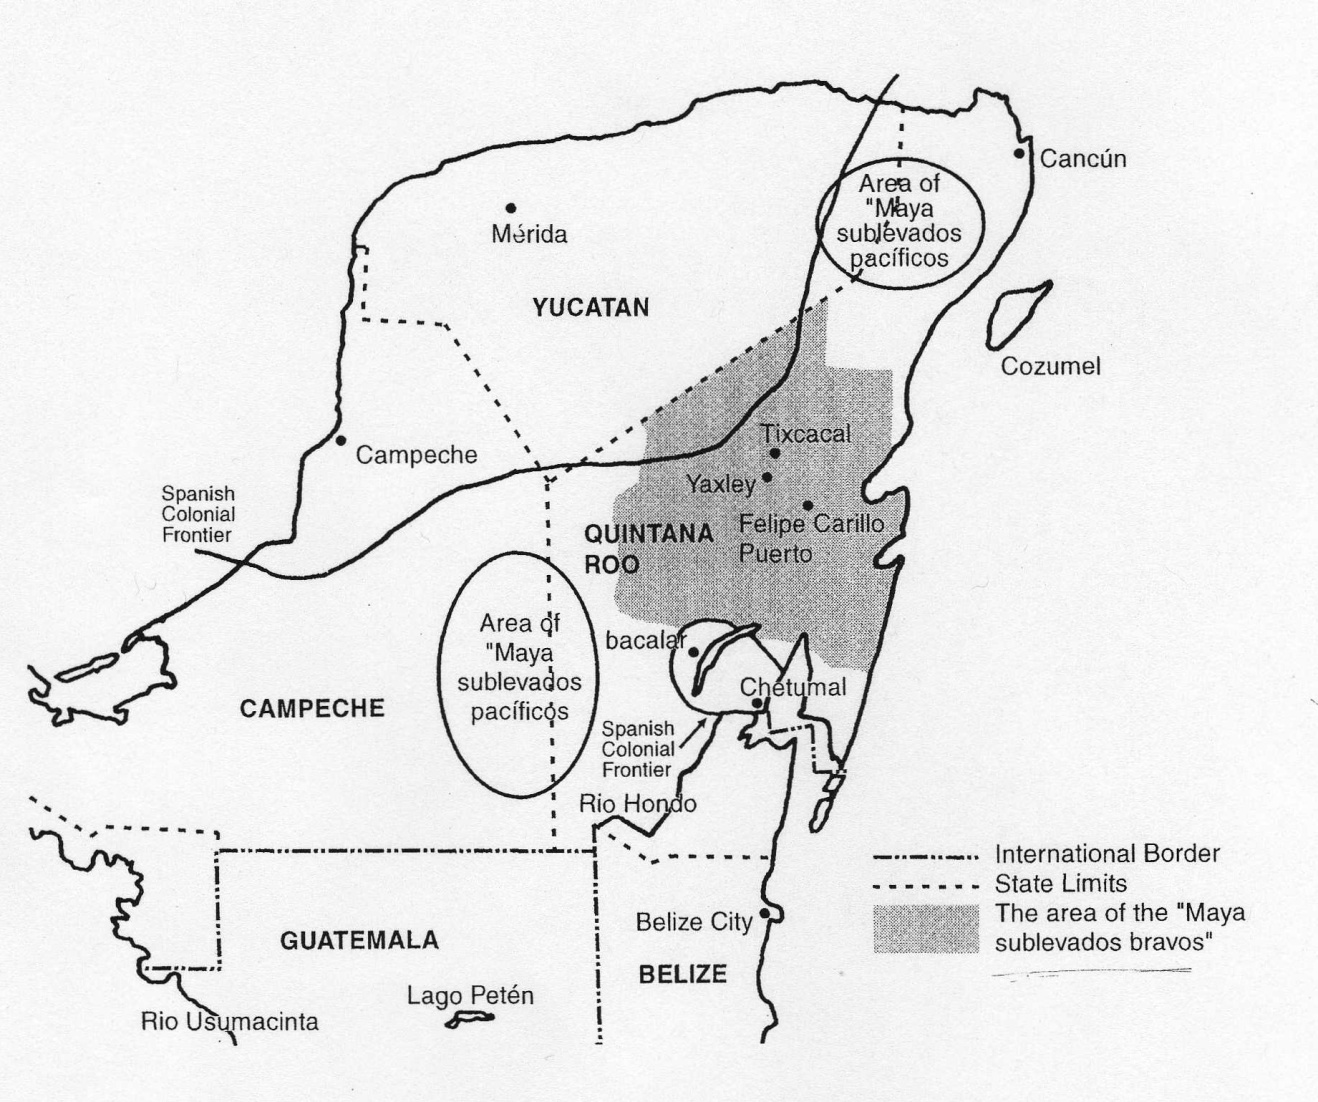 Cancún
Area of
"Maya
sublevados
pacíficos
Mérida
YUCATAN
Cozumel
Tixcacal
Campeche
Yaxley
Spanish
Colonial
Frontier
QUINTANA
ROO
Felipe Carillo
Puerto
Area of
"Maya
sublevados
pacíficos
bacalar
Chetumal
CAMPECHE
Spanish
Colonial
Frontier
Rio Hondo
International Border
State Limits
The area of the "Maya
sublevados bravos"
Belize City
GUATEMALA
BELIZE
Lago Petén
Rio Usumacinta